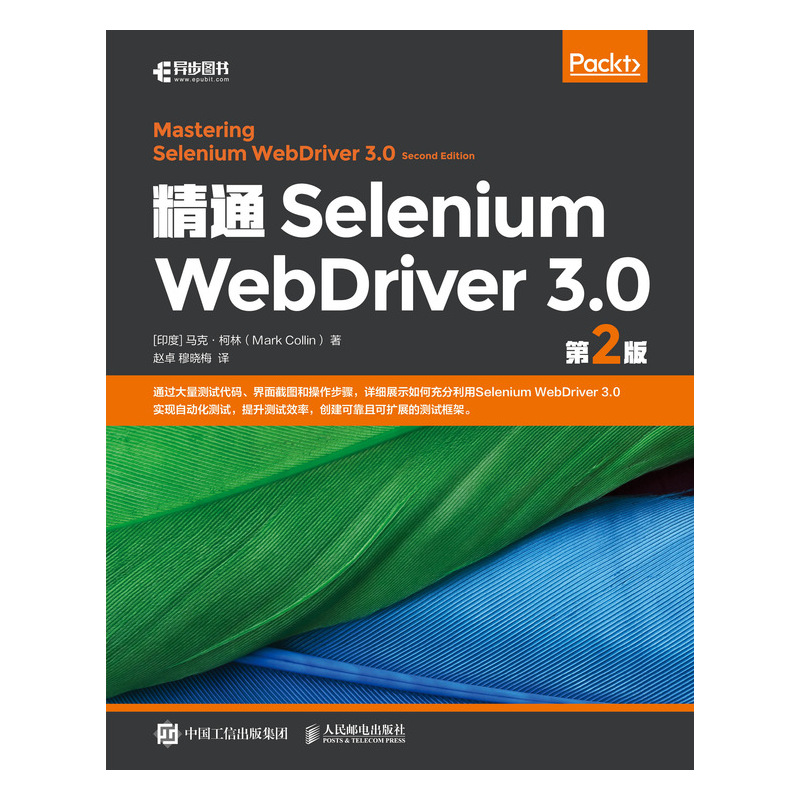 异步图书
www.epubit.com
Packt>
Mastering
Selenium WebDriver 3.0 Second Edition
精通 Selenium
WebDriver 3.0
[印度] 马克·柯林（Mark Collin）著
赵卓 穆晓梅 译
第2版
通过大量测试代码、界面截图和操作步骤，详细展示如何充分利用Selenium WebDriver 3.0
实现自动化测试，提升测试效率，创建可靠且可扩展的测试框架。
中国工信出版集团
人民邮电出版社
POSTS & TELECOM PRESS